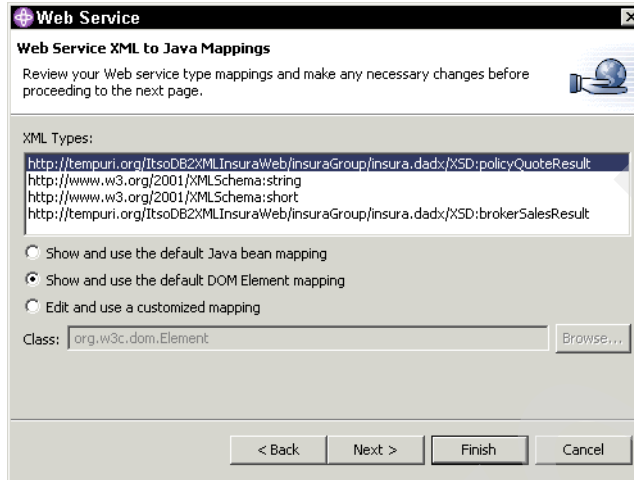 Web Service
Web Service XML to Java Mappings
Review your Web service type mappings and make any necessary changes before
proceeding to the next page.
XML Types:
http://tempuri.org/ItsoDB2XMLInsuraWeb/insuraGroup/insura.dadx/XSD:policyQuoteResult
http://www.w3.org/2001/XMLSchema:string
http://www.w3.org/2001/XMLSchema:short
http://tempuri.org/ItsoDB2XMLInsuraWeb/insuraGroup/insura.dadx/XSD:brokerSalesResult
Show and use the default Java bean mapping
Show and use the default DOM Element mapping
Edit and use a customized mapping
Class: org.w3c.dom.Element Browse...
< Back Next > Finish Cancel